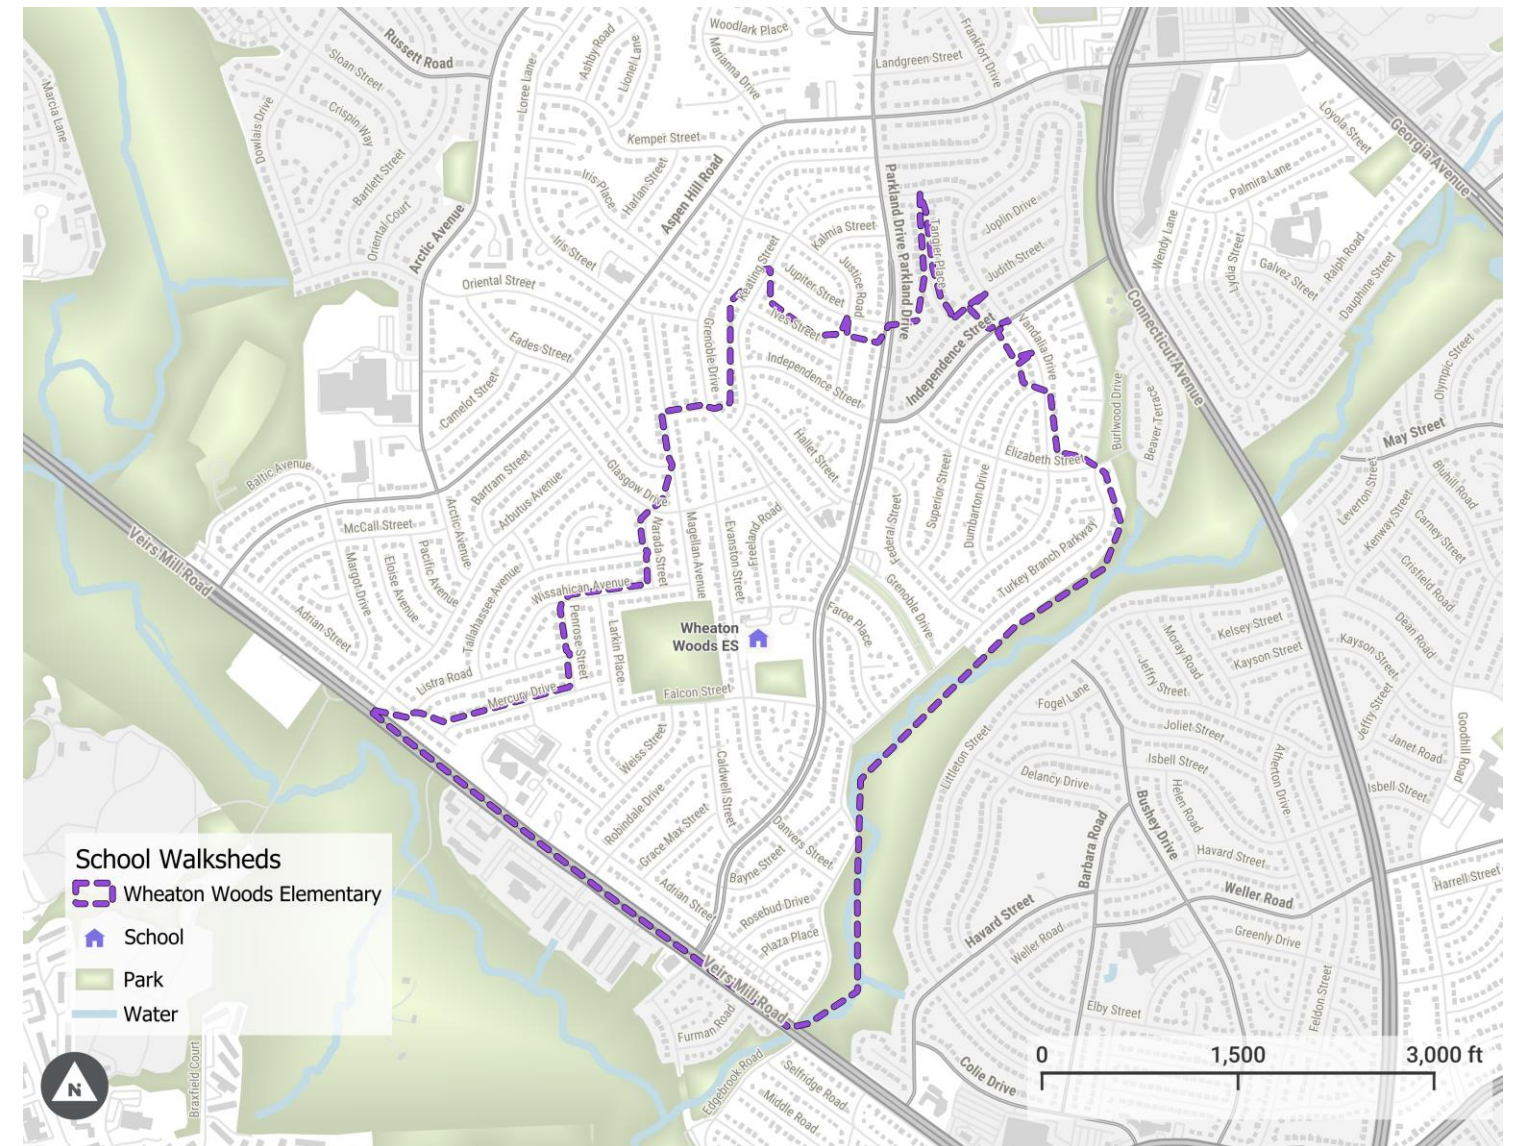 Russett Road
Sloan Street
Marcia Lane
Crispin Way
Dowlais Drive
Bartlett Street
Oriental Court
Arctic Avenue
Loree Lane
Ashby Road
Lionel Lane
Woodlark Place
Marianna Drive
Landgreen Street
Frankfort Drive
Kemper Street
Iris Place
Harlan Street
Aspen Hill Road
Iris Street
Oriental Street
Parkland Drive
Parkland Drive
Kalmia Street
Keating Street
Jupiter Street
Justice Road
Ives Street
Tangier Place
Joplin Drive
Judith Street
Georgia Avenue
Loyola Street
Palmira Lane
Wendy Lane
Lydia Street
Galvez Street
Ralph Road
Dauphine Street
Connecticut Avenue
Eades Street
Camelot Street
Grenoble Drive
Independence Street
Independence Street
Vandalia Drive
Burlwood Drive
Beaver Terrace
Olympic Street
May Street
Elizabeth Street
Hallet Street
Baltic Avenue
Bartram Street
Arbutus Avenue
Glasgow Drive
Narada Street
Magellan Avenue
Evanston Street
Freeland Road
Federal Street
Superior Street
Dumbarton Drive
Turkey Branch Parkway
Leverton Street
Bluhill Road
Kenway Street
Carney Street
Crisfield Road
Dean Road
McCall Street
Arctic Avenue
Pacific Avenue
Eloise Avenue
Margot Drive
Veirs Mill Road
Adrian Street
Tallahassee Avenue
Wissahican Avenue
Penrose Street
Larkin Place
Listra Road
Mercury Drive
Wheaton
Woods ES
Falcon Street
Faroe Place
Grenoble Drive
Kelsey Street
Kayson Street
Kayson Street
Moray Road
Jeffry Street
Jeffry Street
Fogel Lane
Joliet Street
Janet Road
Goodhill Road
Isbell Street
Isbell Street
Atherton Drive
Helen Road
Littleton Street
Delancy Drive
Bushey Drive
Barbara Road
Havard Street
Havard Street
Weller Road
Weller Road
Harrell Street
Greenly Drive
Feldon Street
Elby Street
Weiss Street
Caldwell Street
Robindale Drive
Grace Max Street
Danvers Street
Bayne Street
Adrian Street
Rosebud Drive
Plaza Place
Veirs Mill Road
Furman Road
Edgebrook Road
Selfridge Road
Middle Road
Colie Drive
Braxfield Court
School Walksheds
Wheaton Woods Elementary
School
Park
Water
N
0 1,500 3,000 ft